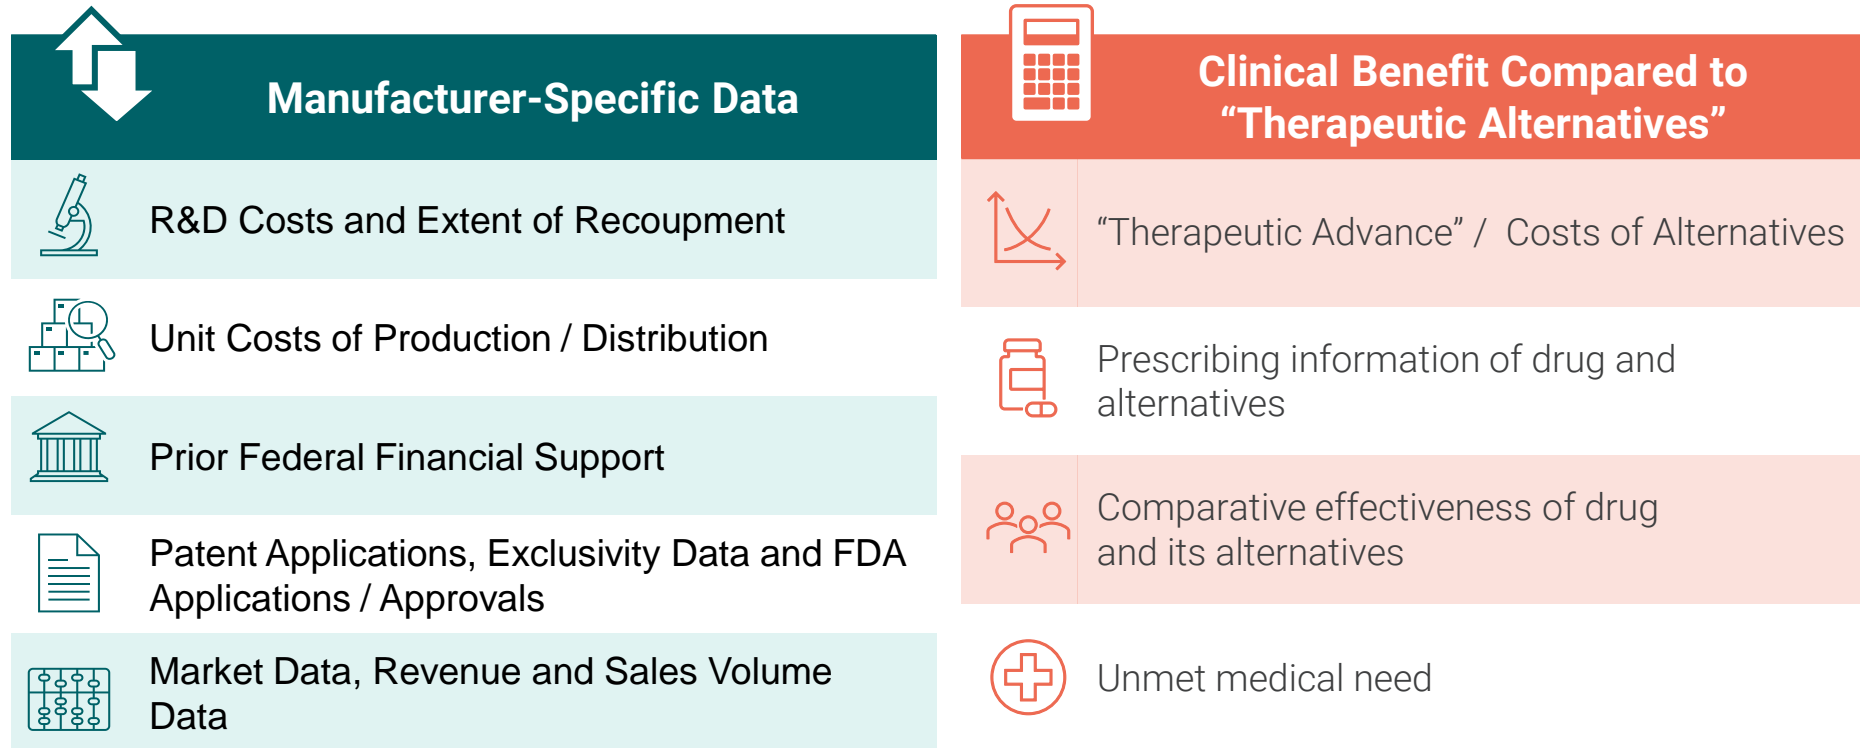 Manufacturer-Specific Data
R&D Costs and Extent of Recoupment
Unit Costs of Production / Distribution
Prior Federal Financial Support
Patent Applications, Exclusivity Data and FDA
Applications / Approvals
Market Data, Revenue and Sales Volume
Data
Clinical Benefit Compared to
“Therapeutic Alternatives”
“Therapeutic Advance” /  Costs of Alternatives
Prescribing information of drug and
alternatives
Comparative effectiveness of drug
and its alternatives
Unmet medical need